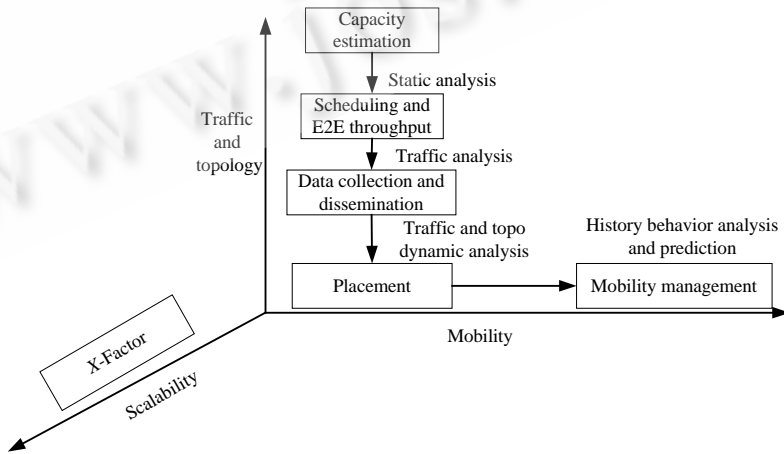 Capacity
estimation
Static analysis
Scheduling and
E2E throughput
Traffic
and
topology
Traffic analysis
Data collection and
dissemination
Traffic and topo
dynamic analysis
History behavior analysis
and prediction
Placement
Mobility management
Mobility
X-Factor
Scalability